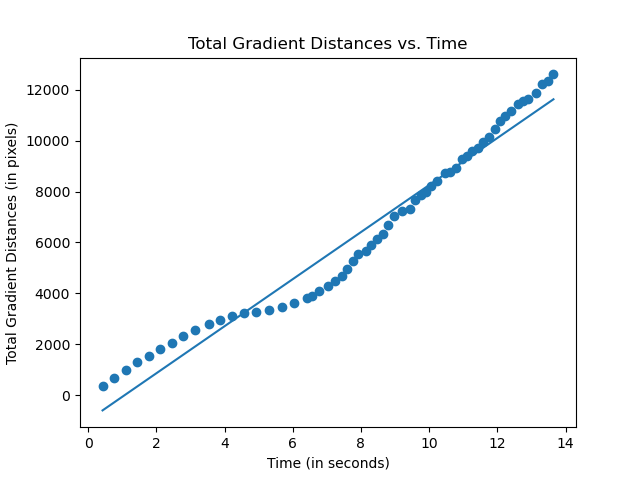 Total Gradient Distances vs. Time
12000
10000
8000
6000
4000
2000
0
Total Gradient Distances (in pixels)
0 2 4 6 8 10 12 14
Time (in seconds)